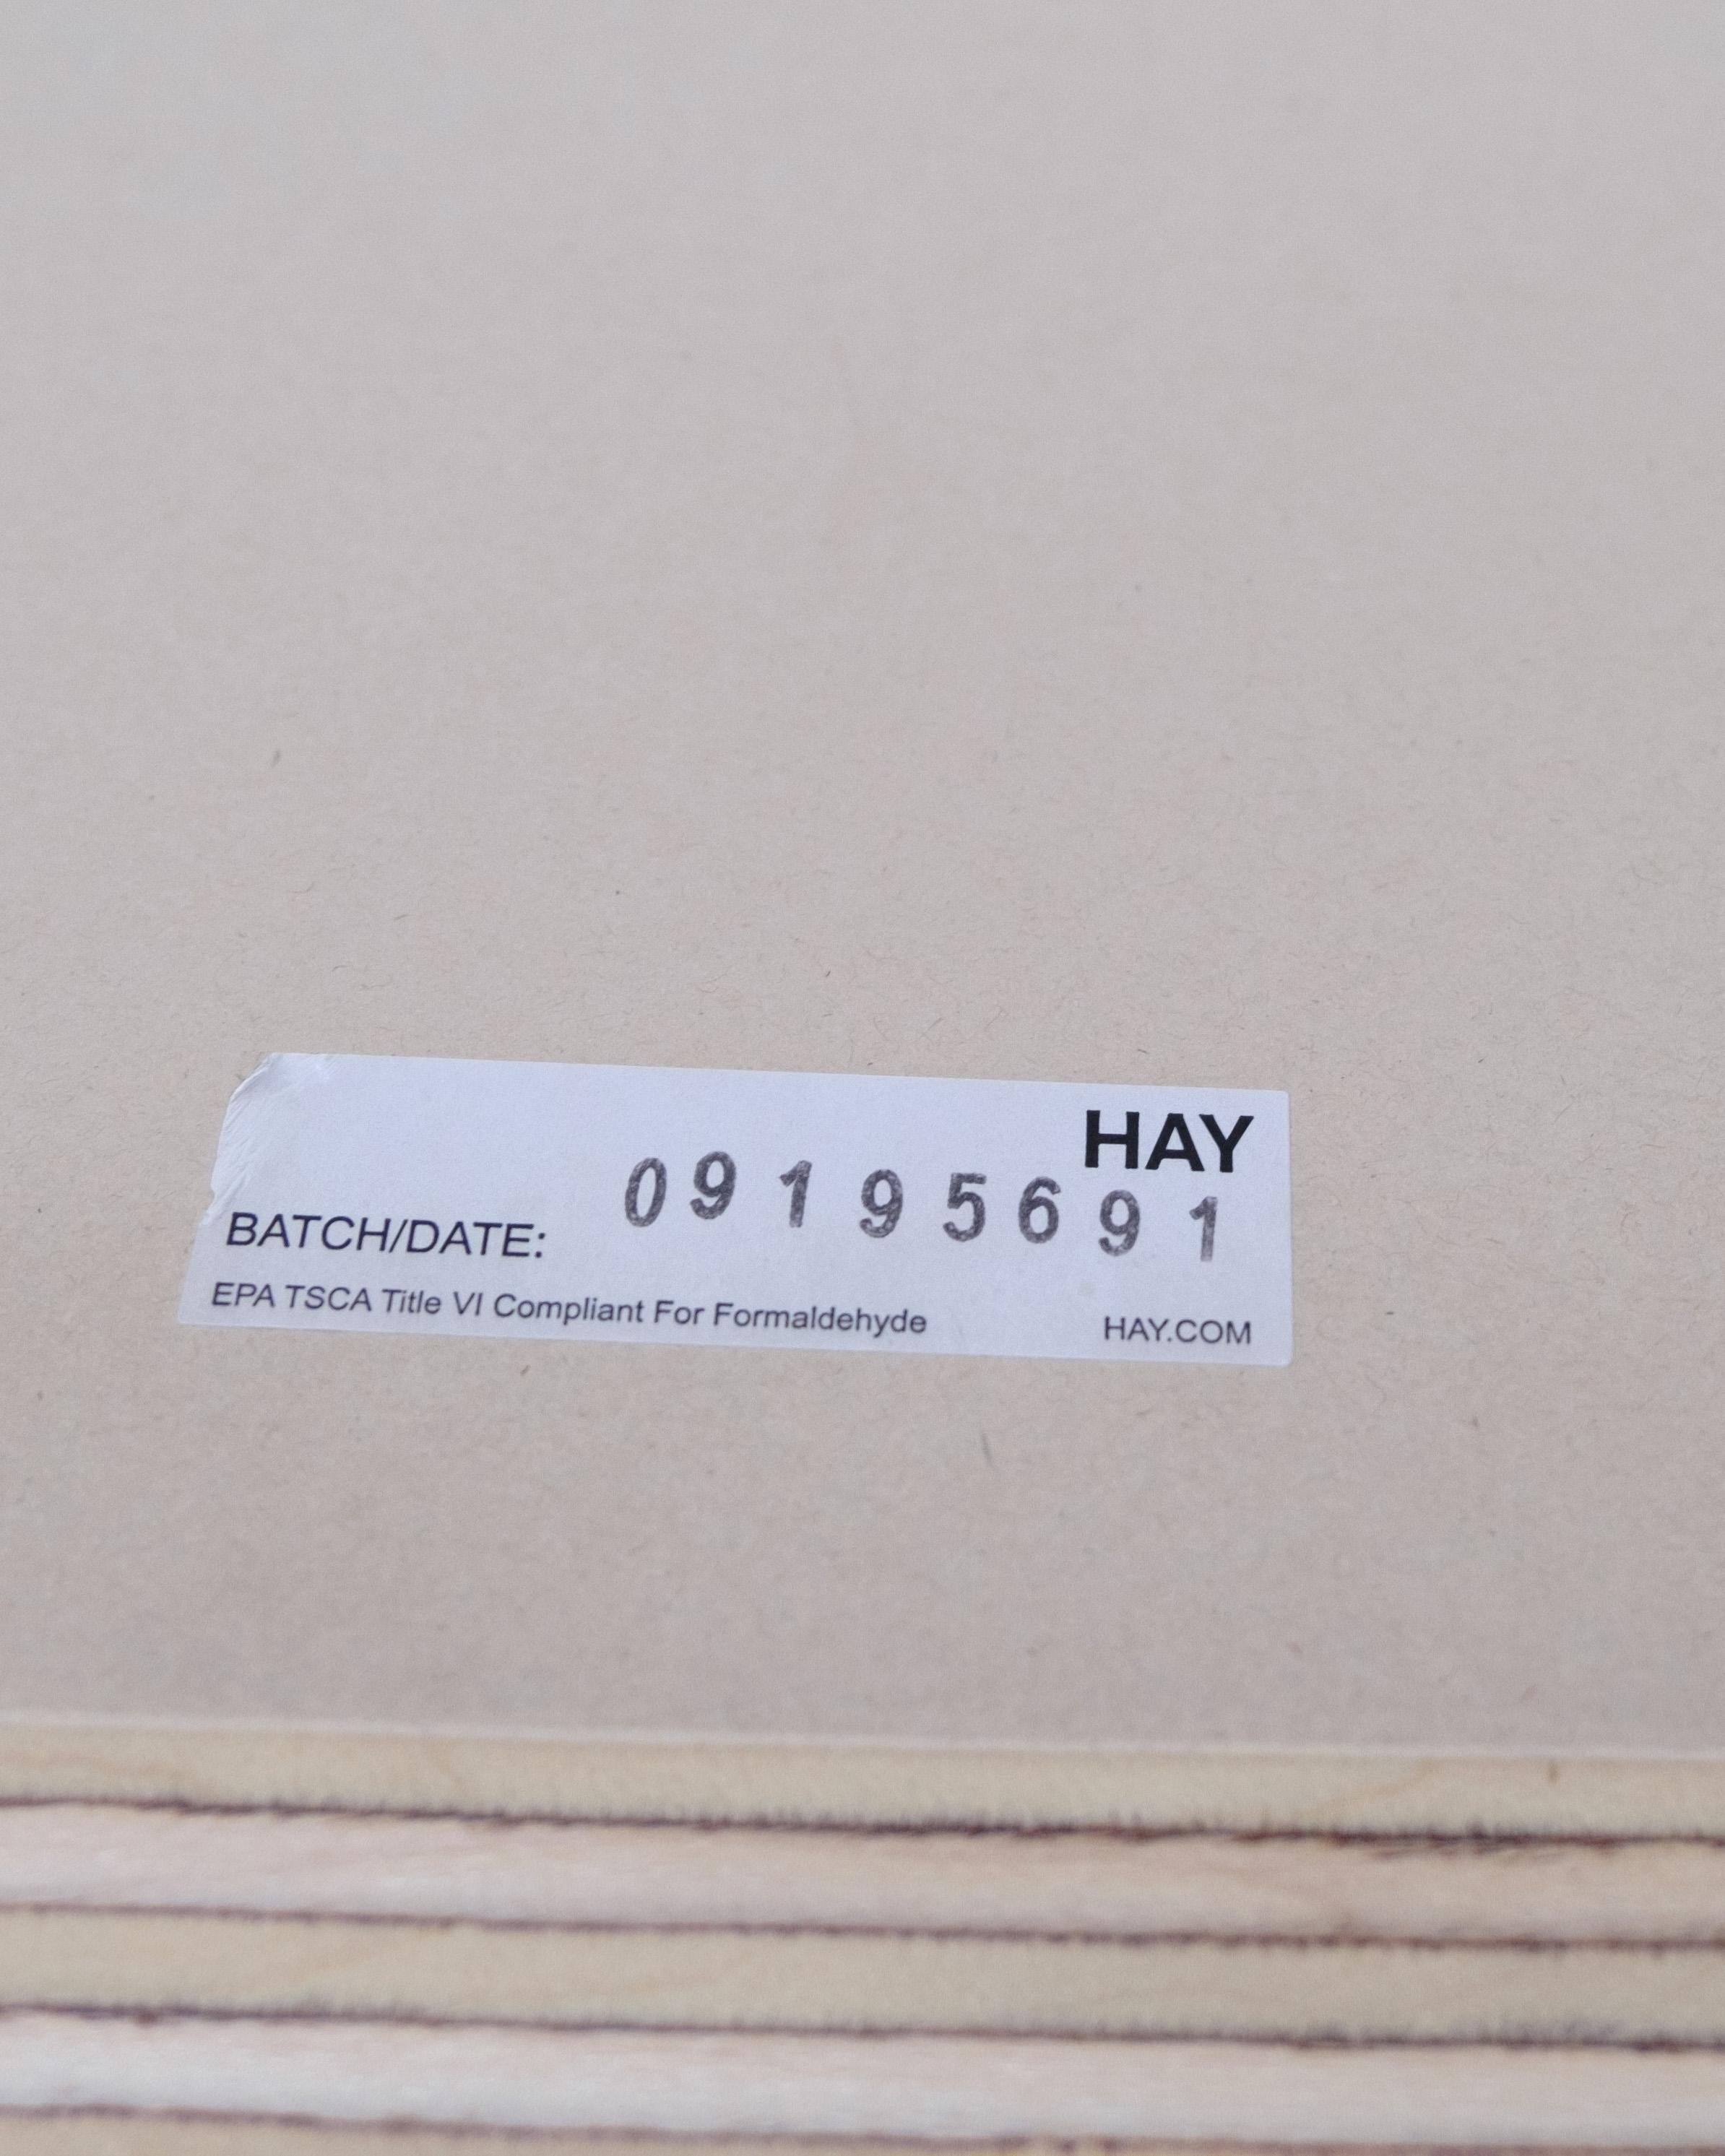 HAY
BATCH/DATE: 09195691
EPA TSCA Title VI Compliant For Formaldehyde
HAY.COM